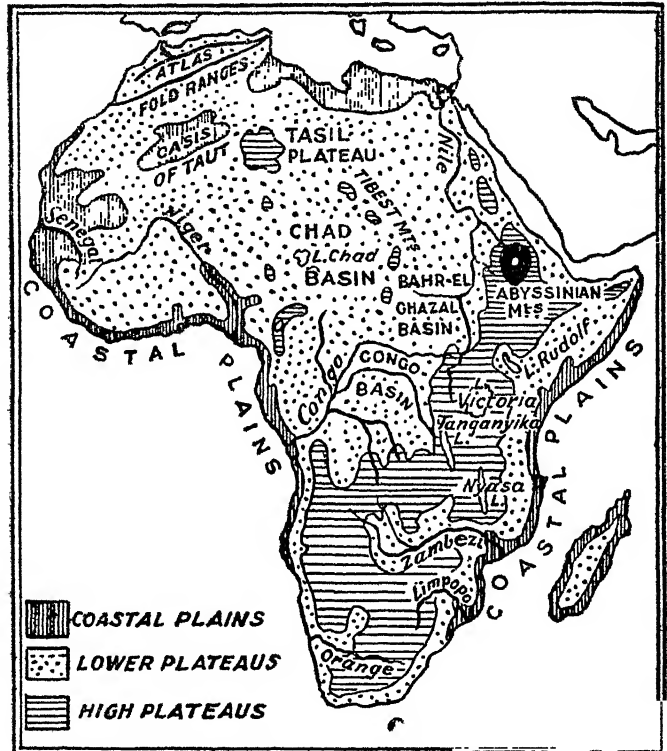 ATLAS
FOLD RANGES
OASIS
OF TAUT
TASIL
PLATEAU
Nile
TIBEST Mts
Senegal
Niger
CHAD
L. Chad
BASIN
BAHR-EL
GHAZAL
BASIN
ABYSSINIAN
Mts
L. Rudolf
COASTAL PLAINS
Congo
CONGO
BASIN
L.
Victoria
Tanganyika
L.
Nyasa
L.
COASTAL PLAINS
Zambezi
Limpopo
Orange
COASTAL PLAINS
LOWER PLATEAUS
HIGH PLATEAUS